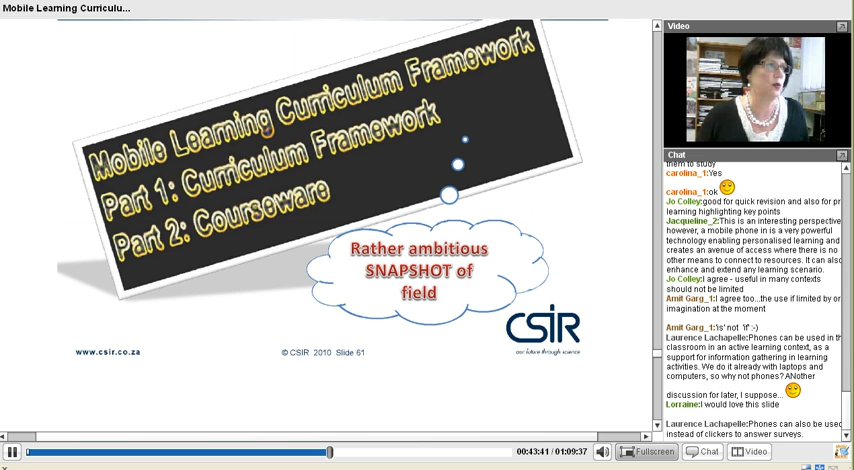 Mobile Learning Curriculu...
Mobile Learning Curriculum Framework
Part 1: Curriculum Framework
Part 2: Courseware
Rather ambitious
SNAPSHOT of
field
CSIR
our future through science
www.csir.co.za
© CSIR 2010 Slide 61
Video
Chat
them to study
carolina_1:Yes
carolina_1:ok
Jo Colley:good for quick revision and also for pr
learning highlighting key points
Jacqueline_2:This is an interesting perspective
however, a mobile phone in is a very powerful
technology enabling personalised learning and
creates an avenue of access where there is no
other means to connect to resources. It can also
enhance and extend any learning scenario.
Jo Colley:I agree - useful in many contexts
should not be limited
Amit Garg_1:I agree too...the use if limited by or
imagination at the moment
Amit Garg_1:'is' not 'if' :-)
Laurence Lachapelle:Phones can be used in th
classroom in an active learning context, as a
support for information gathering in learning
activities. We do it already with laptops and
computers, so why not phones? ANother
discussion for later, I suppose...
Lorraine:I would love this slide
Laurence Lachapelle:Phones can also be used
instead of clickers to answer surveys.
00:43:41 / 01:09:37
Fullscreen
Chat
Video